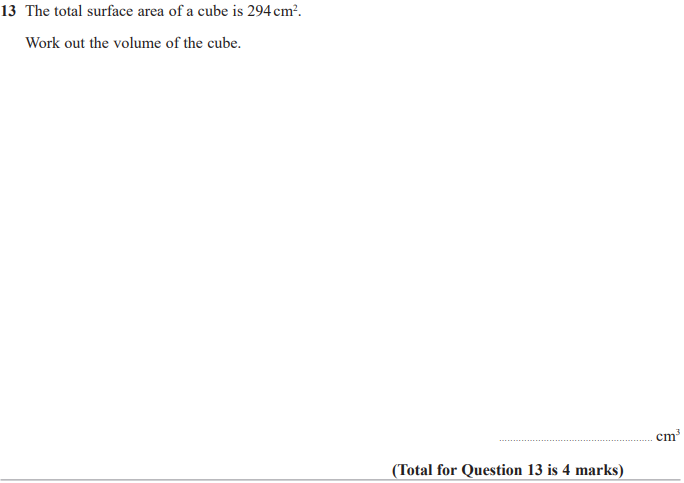 13 The total surface area of a cube is 294 cm².
Work out the volume of the cube.
.................................................... cm³
(Total for Question 13 is 4 marks)